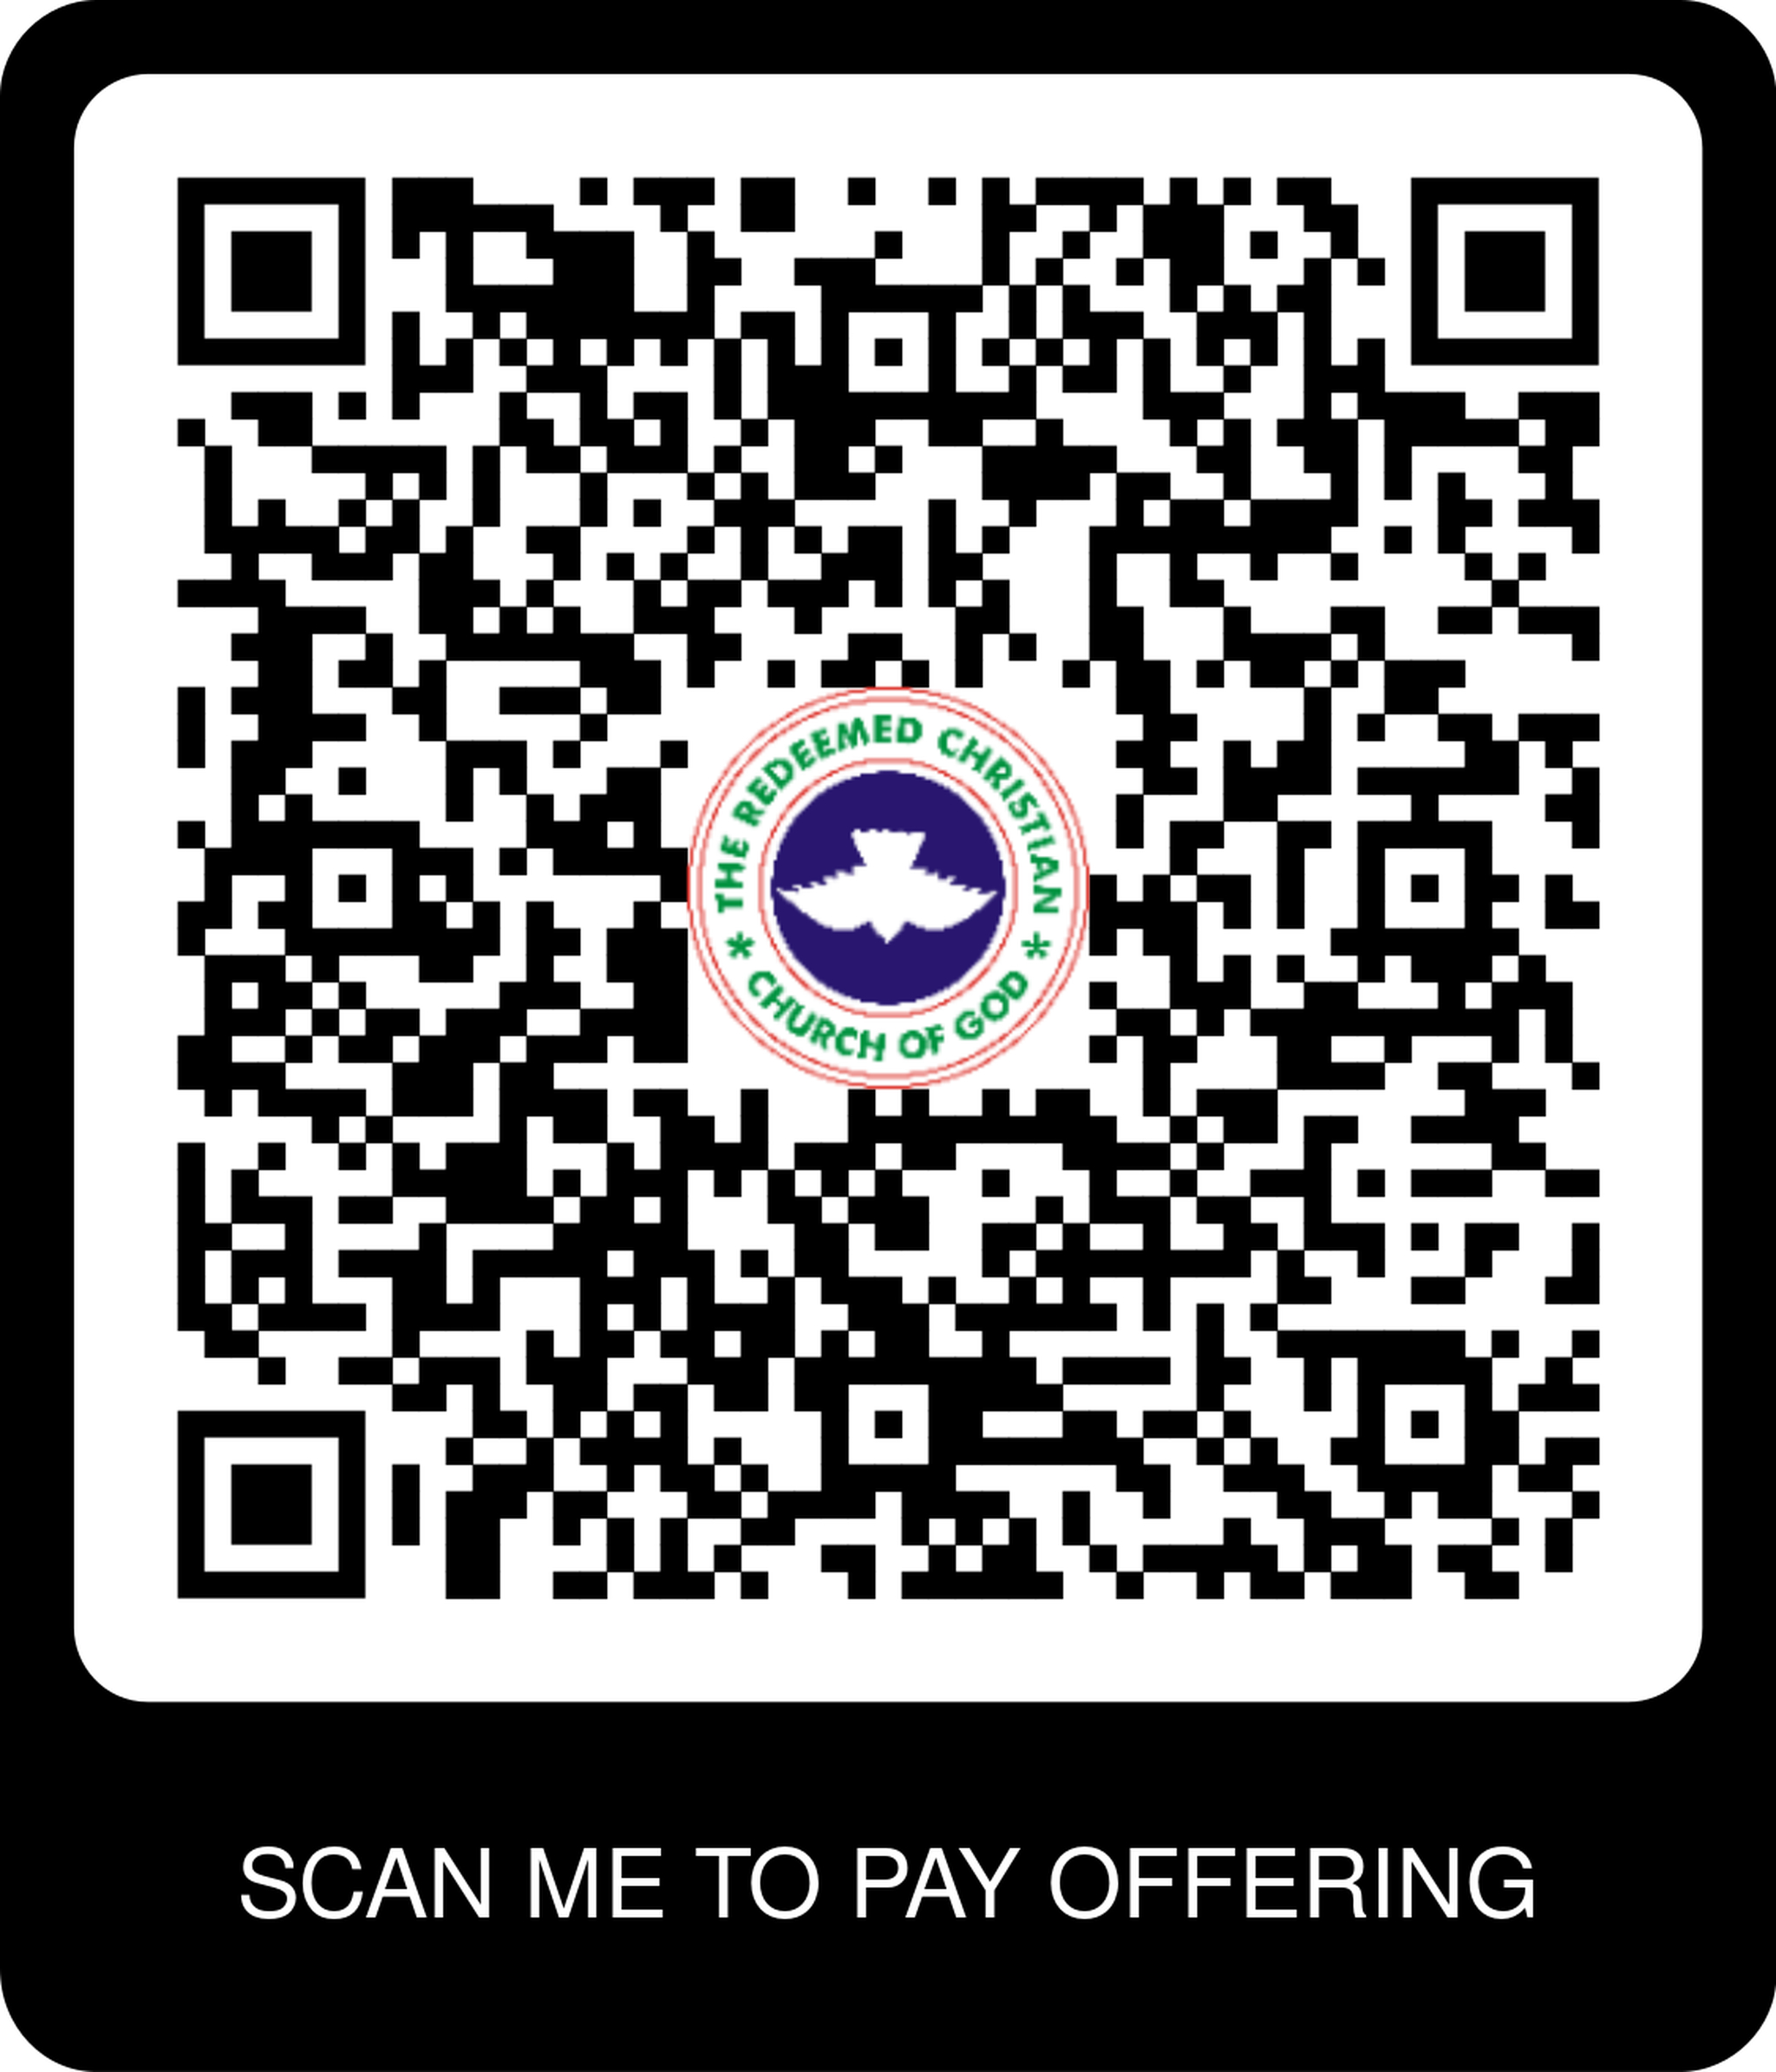 THE REDEEMED CHRISTIAN
* CHURCH OF GOD *
SCAN ME TO PAY OFFERING